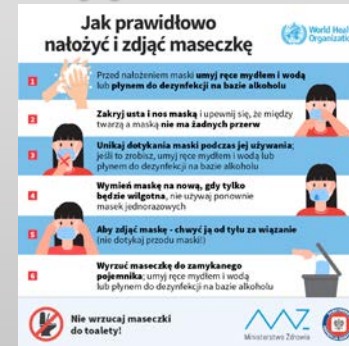 Jak prawidłowo
nałożyć i zdjąć maseczkę
World Health
Organization
1
Przed nałożeniem maski umyj ręce mydłem i wodą
lub płynem do dezynfekcji na bazie alkoholu
2
Zakryj usta i nos maską i upewnij się, że między
twarzą a maską nie ma żadnych przerw
3
Unikaj dotykania maski podczas jej używania;
jeśli to zrobisz, umyj ręce mydłem i wodą lub
płynem do dezynfekcji na bazie alkoholu
4
Wymień maskę na nową, gdy tylko
będzie wilgotna, nie używaj ponownie
masek jednorazowych
5
Aby zdjąć maskę - chwyć ją od tyłu za wiązanie
(nie dotykaj przodu maski!)
6
Wyrzuć maseczkę do zamykanego
pojemnika; umyj ręce mydłem i wodą
lub płynem do dezynfekcji na bazie alkoholu
Nie wrzucaj maseczki
do toalety!
Ministerstwo Zdrowia